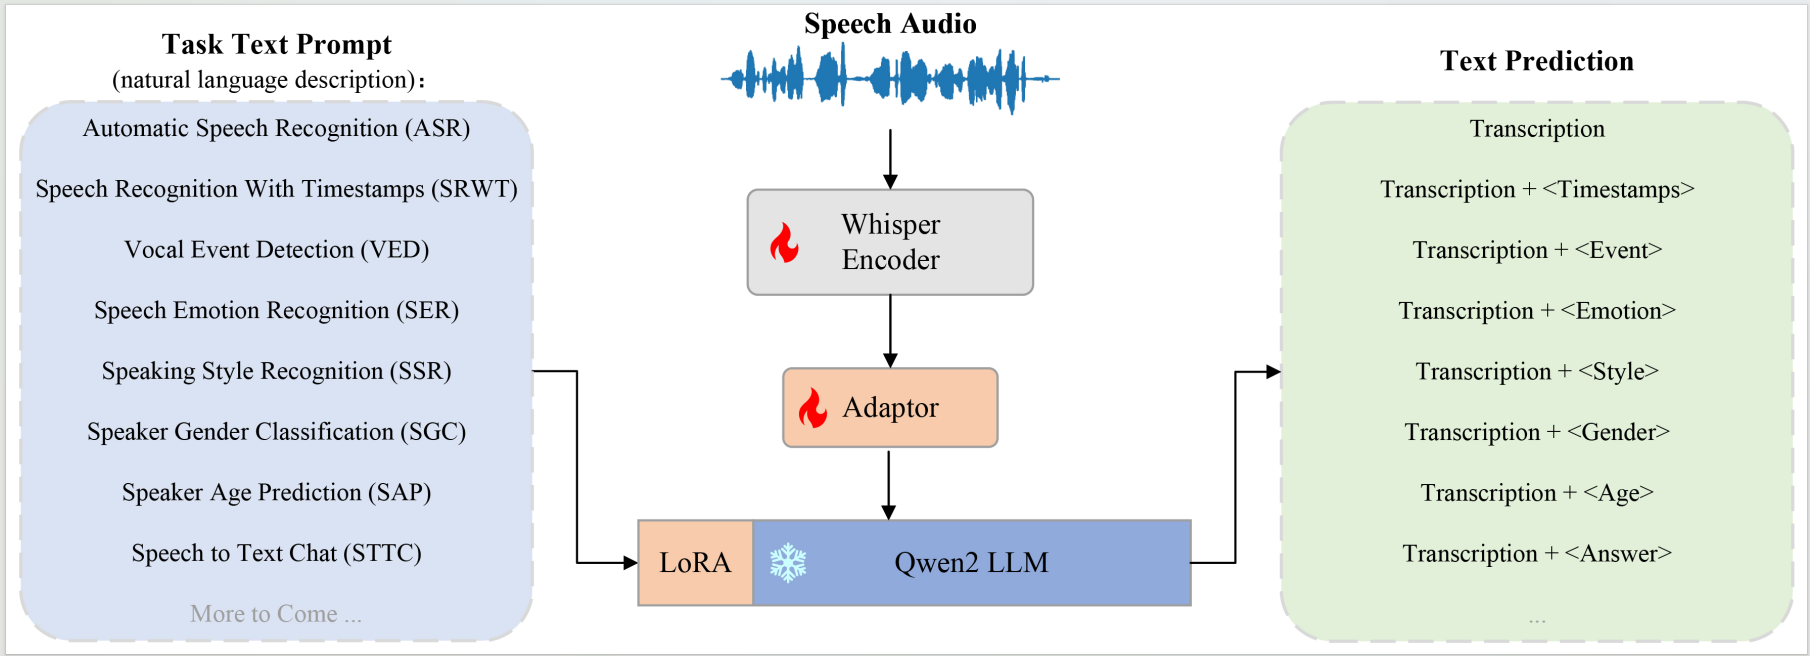 Task Text Prompt
(natural language description):
Automatic Speech Recognition (ASR)
Speech Recognition With Timestamps (SRWT)
Vocal Event Detection (VED)
Speech Emotion Recognition (SER)
Speaking Style Recognition (SSR)
Speaker Gender Classification (SGC)
Speaker Age Prediction (SAP)
Speech to Text Chat (STTC)
More to Come ...
Speech Audio
Whisper
Encoder
Adaptor
LoRA
Qwen2 LLM
Text Prediction
Transcription
Transcription + <Timestamps>
Transcription + <Event>
Transcription + <Emotion>
Transcription + <Style>
Transcription + <Gender>
Transcription + <Age>
Transcription + <Answer>
...